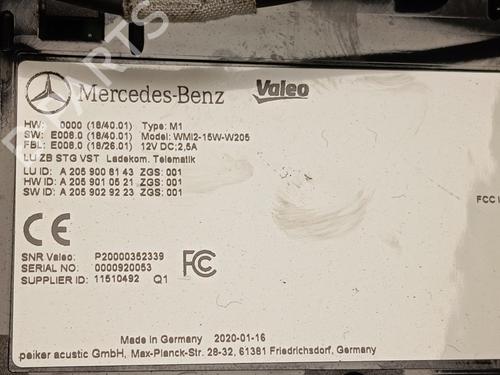 Mercedes-Benz
Valeo
HW: 0000 (18/40.01) Type: M1
SW: E008.0 (18/40.01) Model: WMI2-15W-W205
FBL: E008.0 (18/26.01) 12V DC;2,5A
LU ZB STG VST Ladekom. Telematik
LU ID: A 205 900 81 43 ZGS: 001
HW ID: A 205 901 05 21 ZGS: 001
SW ID: A 205 902 92 23 ZGS: 001
FCC
CE
SNR Valeo: P20000352339
SERIAL NO: 0000920053
SUPPLIER ID: 11510492 Q1
FC
Made in Germany 2020-01-16
peiker acustic GmbH, Max-Planck-Str. 28-32, 61381 Friedrichsdorf, Germany
PARTS